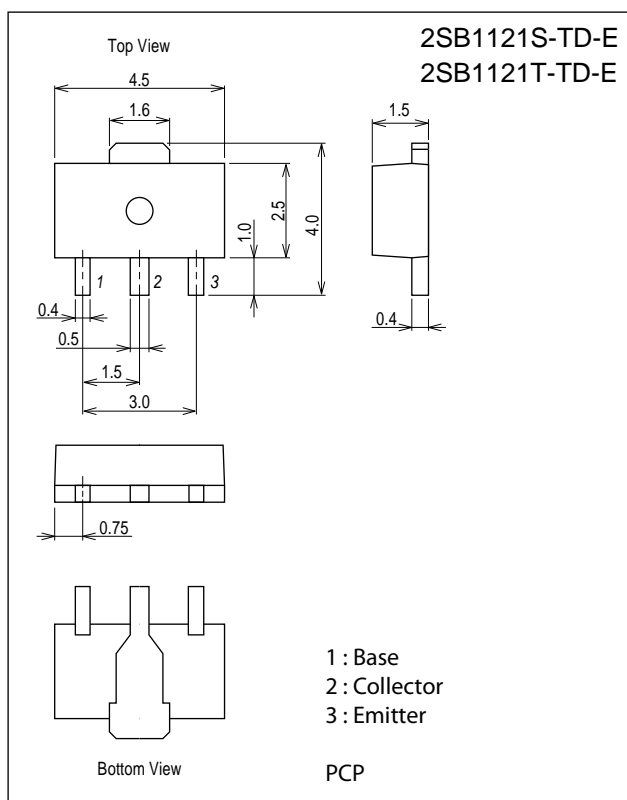 Top View
2SB1121S-TD-E
2SB1121T-TD-E
4.5
1.6
1.5
2.5
1.0
4.0
1
2
3
0.4
0.5
0.4
1.5
3.0
0.75
1 : Base
2 : Collector
3 : Emitter
Bottom View
PCP